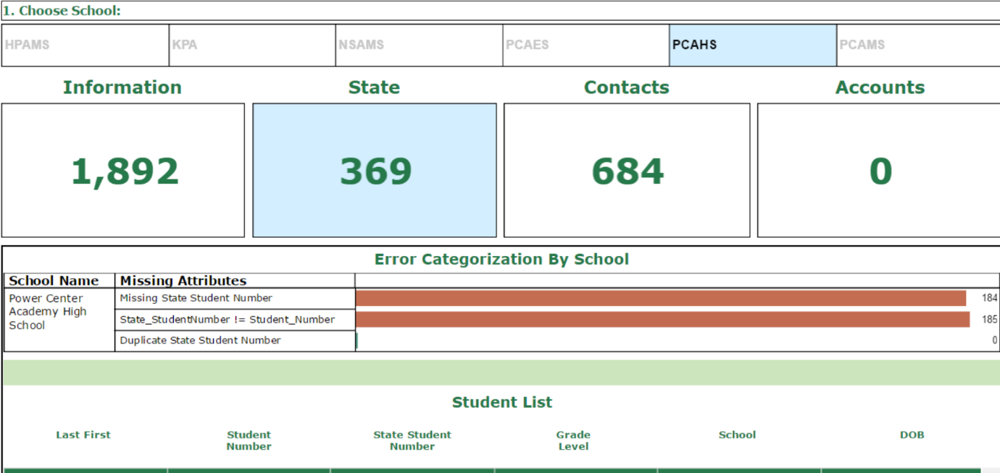 1. Choose School:
HPAMS KPA NSAMS PCAES PCAHS PCAMS
Information State Contacts Accounts
1,892 369 684 0
Error Categorization By School
School Name Missing Attributes
Power Center Academy High School
Missing State Student Number 184
State_StudentNumber != Student_Number 185
Duplicate State Student Number 0
Student List
Last First Student Number State Student Number Grade Level School DOB